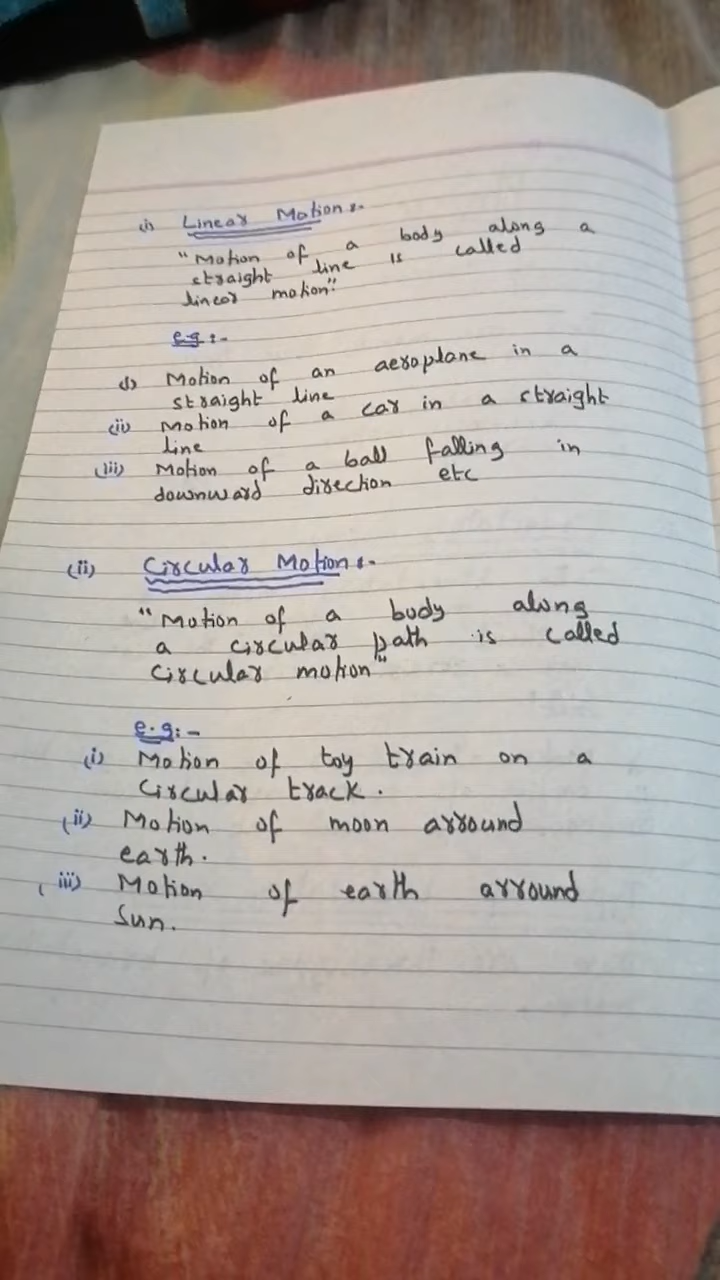 (i) Linear Motion:-
"Motion of a body along a
straight line is called
linear motion."
e.g:-
(i) Motion of an aeroplane in a
straight line
(ii) Motion of a car in a straight
line
(iii) Motion of a ball falling in
downward direction etc
(ii) Circular Motion:-
"Motion of a body along
a circular path is called
circular motion"
e.g:-
(i) Motion of toy train on a
circular track.
(ii) Motion of moon arround
earth.
(iii) Motion of earth arround
Sun.